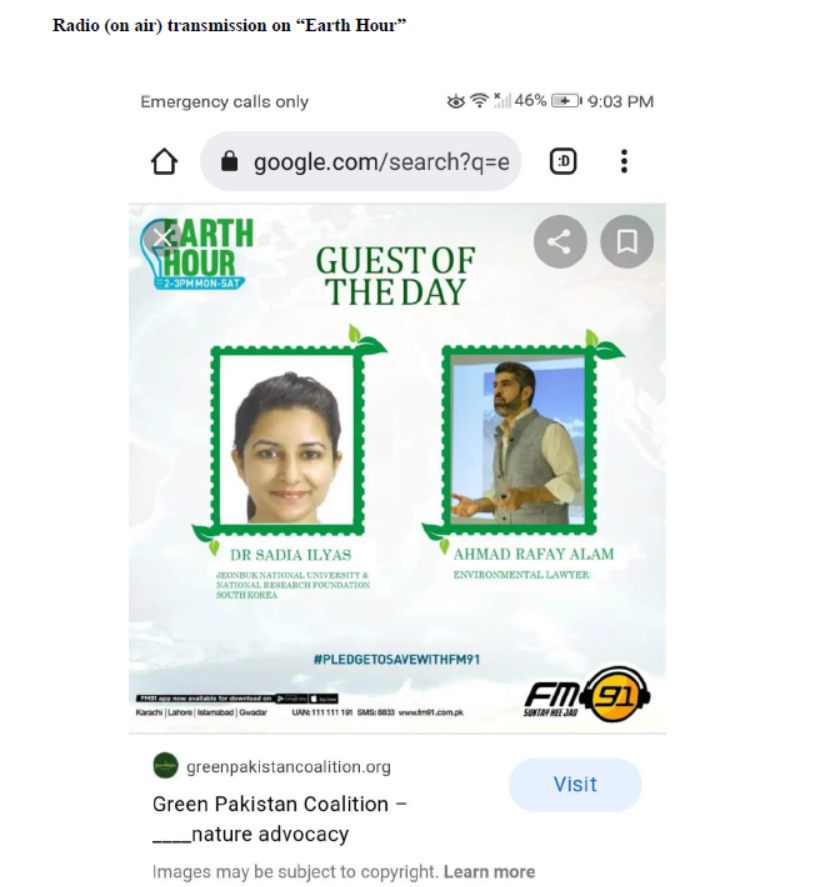 Radio (on air) transmission on “Earth Hour”
Emergency calls only
46% 9:03 PM
google.com/search?q=e
:D
EARTH
HOUR
2-3PM MON-SAT
GUEST OF
THE DAY
DR SADIA ILYAS
JEONBUK NATIONAL UNIVERSITY &
NATIONAL RESEARCH FOUNDATION
SOUTH KOREA
AHMAD RAFAY ALAM
ENVIRONMENTAL LAWYER
#PLEDGETOSAVEWITHFM91
FM91 app now available for download on
Karachi | Lahore | Islamabad | Gwadar UAN: 111 111 191 SMS: 8833 www.fm91.com.pk
FM 91
SUNTAY HEE JAO
greenpakistancoalition.org
Visit
Green Pakistan Coalition –
____nature advocacy
Images may be subject to copyright. Learn more